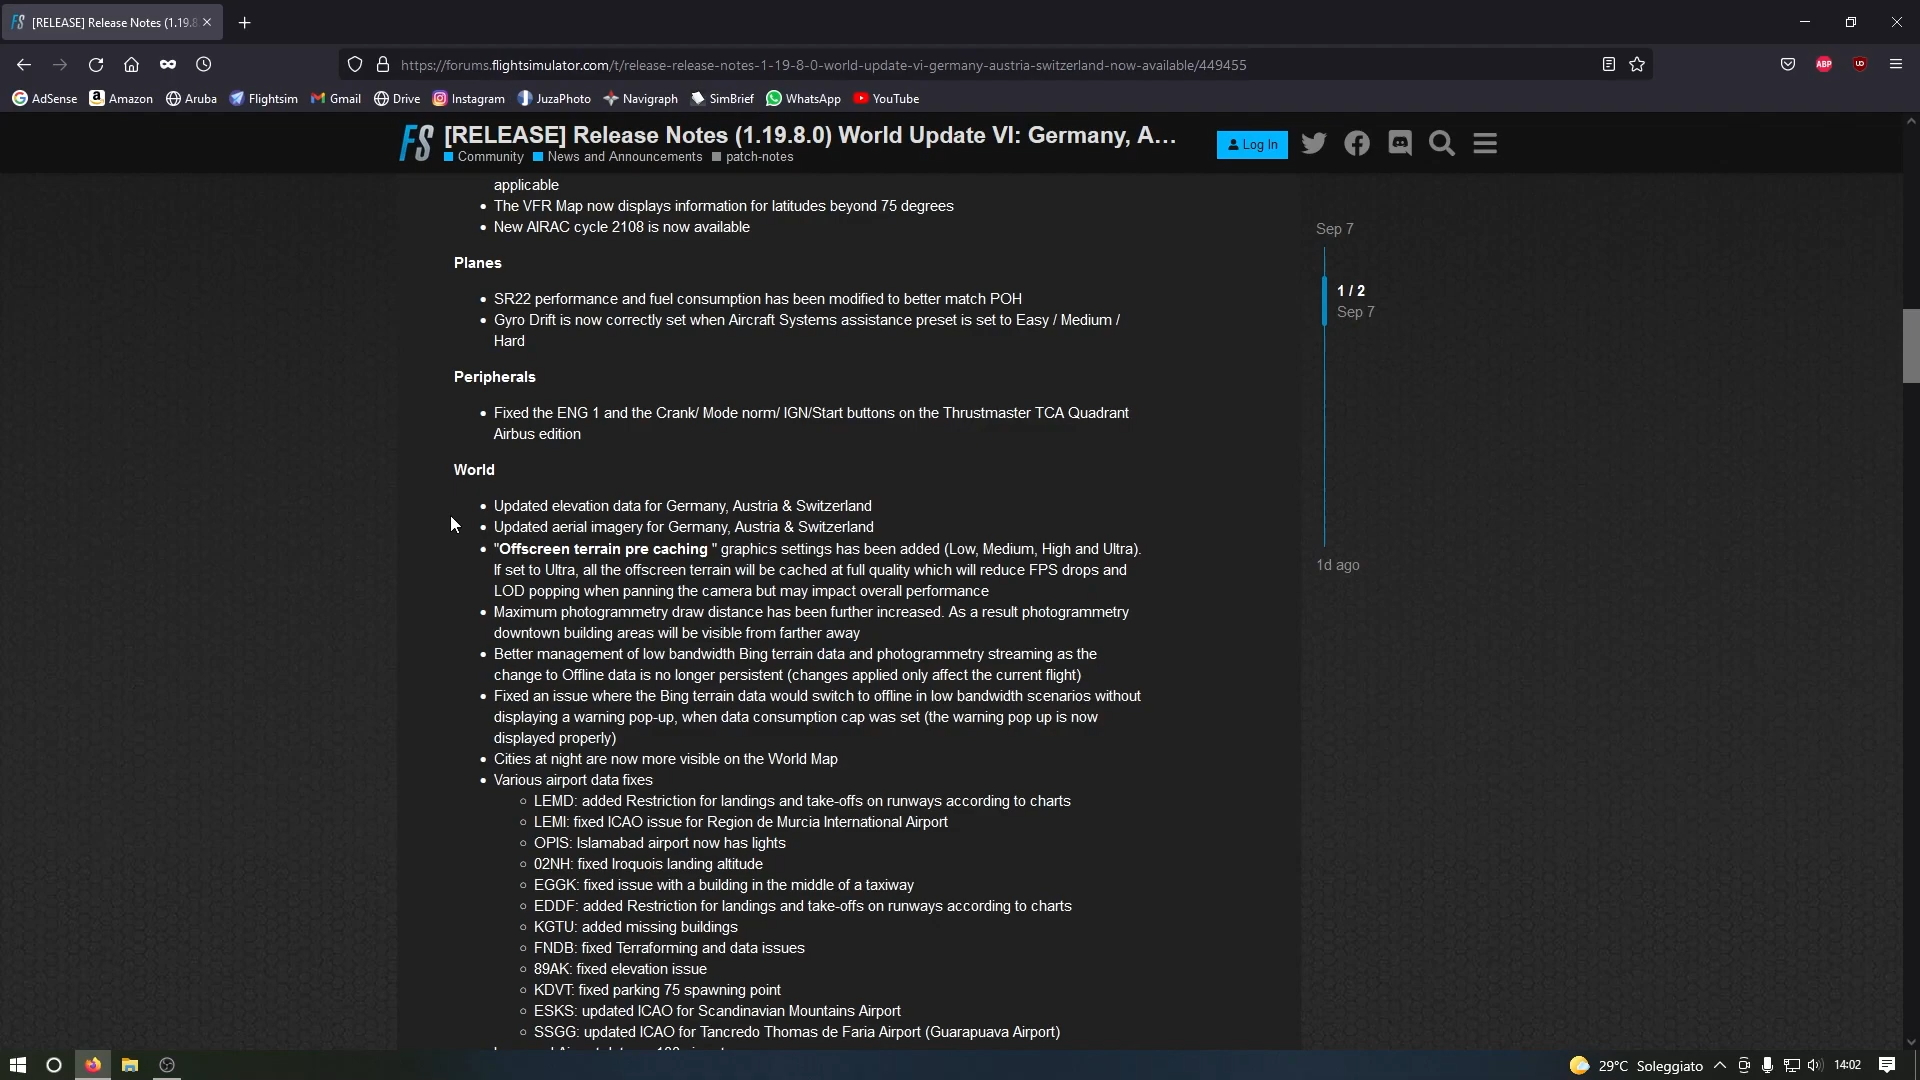 [RELEASE] Release Notes (1.19.8
https://forums.flightsimulator.com/t/release-release-notes-1-19-8-0-world-update-vi-germany-austria-switzerland-now-available/449455
ABP
AdSense Amazon Aruba Flightsim Gmail Drive Instagram JuzaPhoto Navigraph SimBrief WhatsApp YouTube
FS [RELEASE] Release Notes (1.19.8.0) World Update VI: Germany, A...
Community News and Announcements patch-notes
Log In
applicable
• The VFR Map now displays information for latitudes beyond 75 degrees
• New AIRAC cycle 2108 is now available
Planes
• SR22 performance and fuel consumption has been modified to better match POH
• Gyro Drift is now correctly set when Aircraft Systems assistance preset is set to Easy / Medium /
Hard
Peripherals
• Fixed the ENG 1 and the Crank/ Mode norm/ IGN/Start buttons on the Thrustmaster TCA Quadrant
Airbus edition
World
• Updated elevation data for Germany, Austria & Switzerland
• Updated aerial imagery for Germany, Austria & Switzerland
• "Offscreen terrain pre caching " graphics settings has been added (Low, Medium, High and Ultra).
If set to Ultra, all the offscreen terrain will be cached at full quality which will reduce FPS drops and
LOD popping when panning the camera but may impact overall performance
• Maximum photogrammetry draw distance has been further increased. As a result photogrammetry
downtown building areas will be visible from farther away
• Better management of low bandwidth Bing terrain data and photogrammetry streaming as the
change to Offline data is no longer persistent (changes applied only affect the current flight)
• Fixed an issue where the Bing terrain data would switch to offline in low bandwidth scenarios without
displaying a warning pop-up, when data consumption cap was set (the warning pop up is now
displayed properly)
• Cities at night are now more visible on the World Map
• Various airport data fixes
○ LEMD: added Restriction for landings and take-offs on runways according to charts
○ LEMI: fixed ICAO issue for Region de Murcia International Airport
○ OPIS: Islamabad airport now has lights
○ 02NH: fixed Iroquois landing altitude
○ EGGK: fixed issue with a building in the middle of a taxiway
○ EDDF: added Restriction for landings and take-offs on runways according to charts
○ KGTU: added missing buildings
○ FNDB: fixed Terraforming and data issues
○ 89AK: fixed elevation issue
○ KDVT: fixed parking 75 spawning point
○ ESKS: updated ICAO for Scandinavian Mountains Airport
○ SSGG: updated ICAO for Tancredo Thomas de Faria Airport (Guarapuava Airport)
Sep 7
1 / 2
Sep 7
1d ago
29°C Soleggiato
14:02